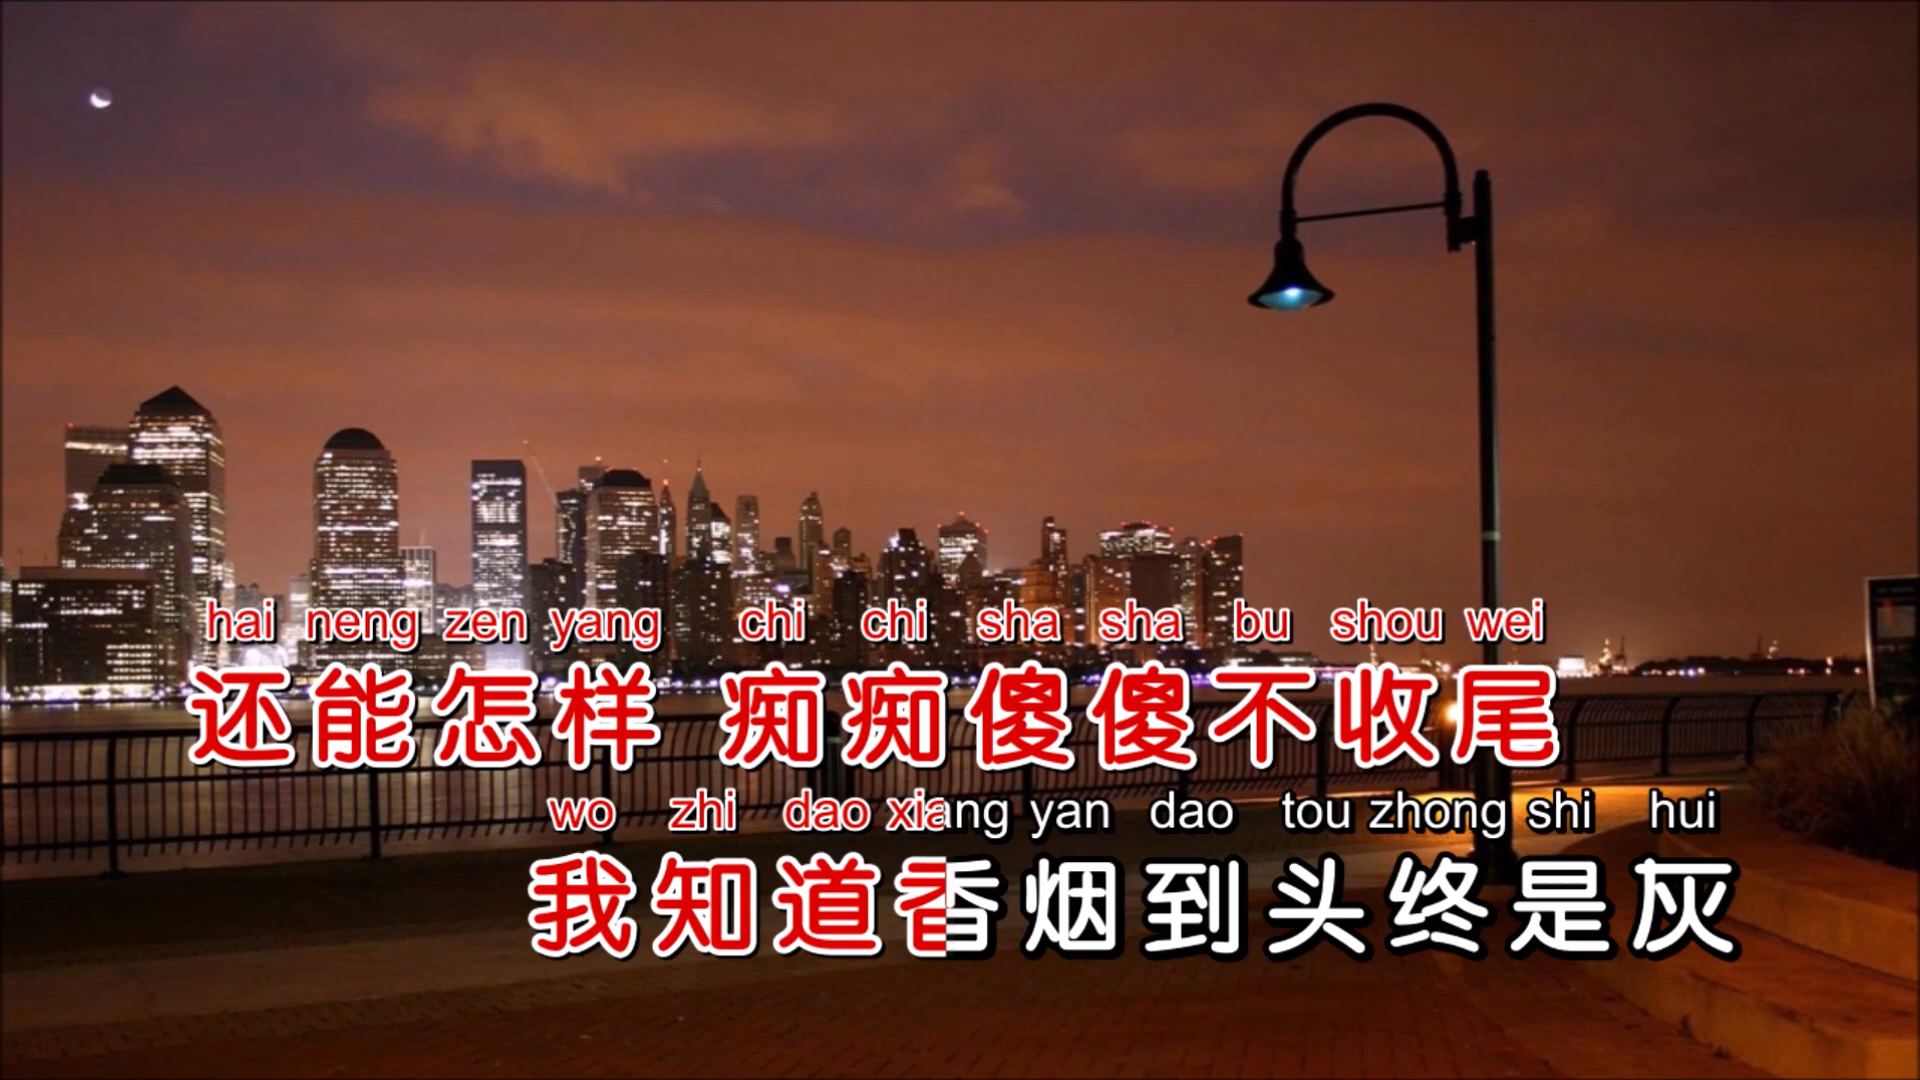 hai neng zen yang chi chi sha sha bu shou wei
还能怎样 痴痴傻傻不收尾
wo zhi dao xiang yan dao tou zhong shi hui
我知道香烟到头终是灰